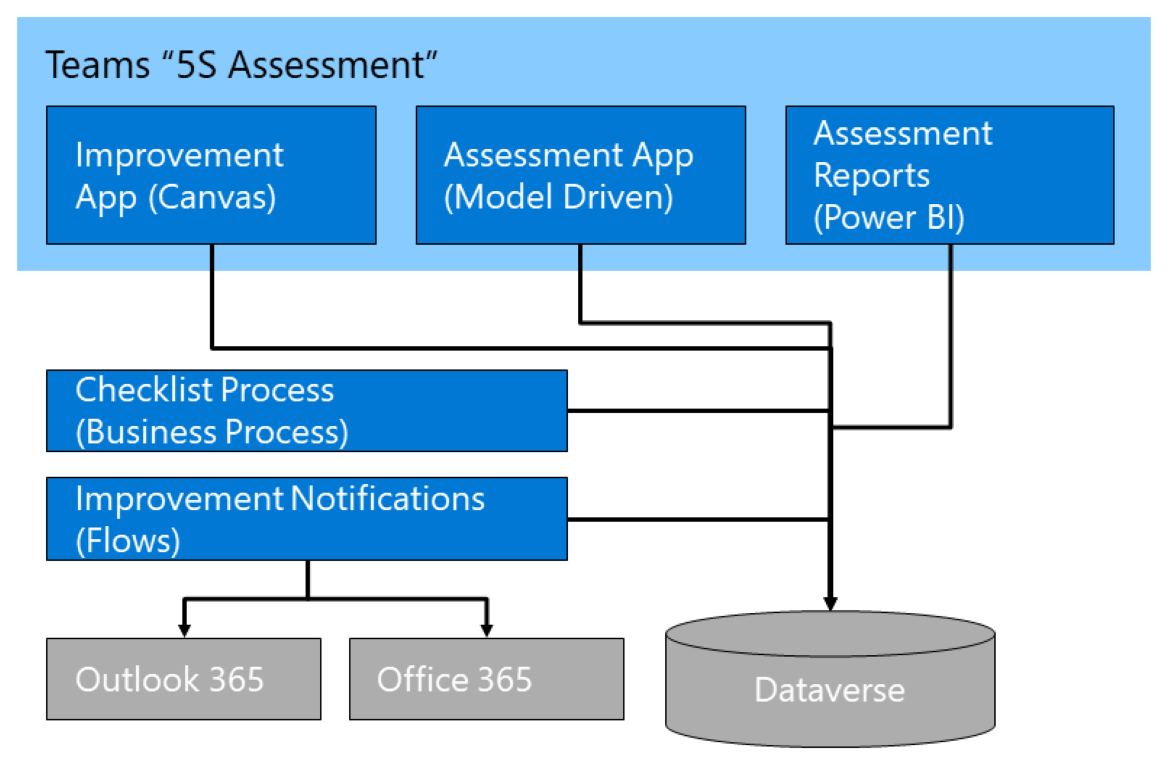 Teams “5S Assessment”
Improvement
App (Canvas)
Assessment App
(Model Driven)
Assessment
Reports
(Power BI)
Checklist Process
(Business Process)
Improvement Notifications
(Flows)
Outlook 365
Office 365
Dataverse